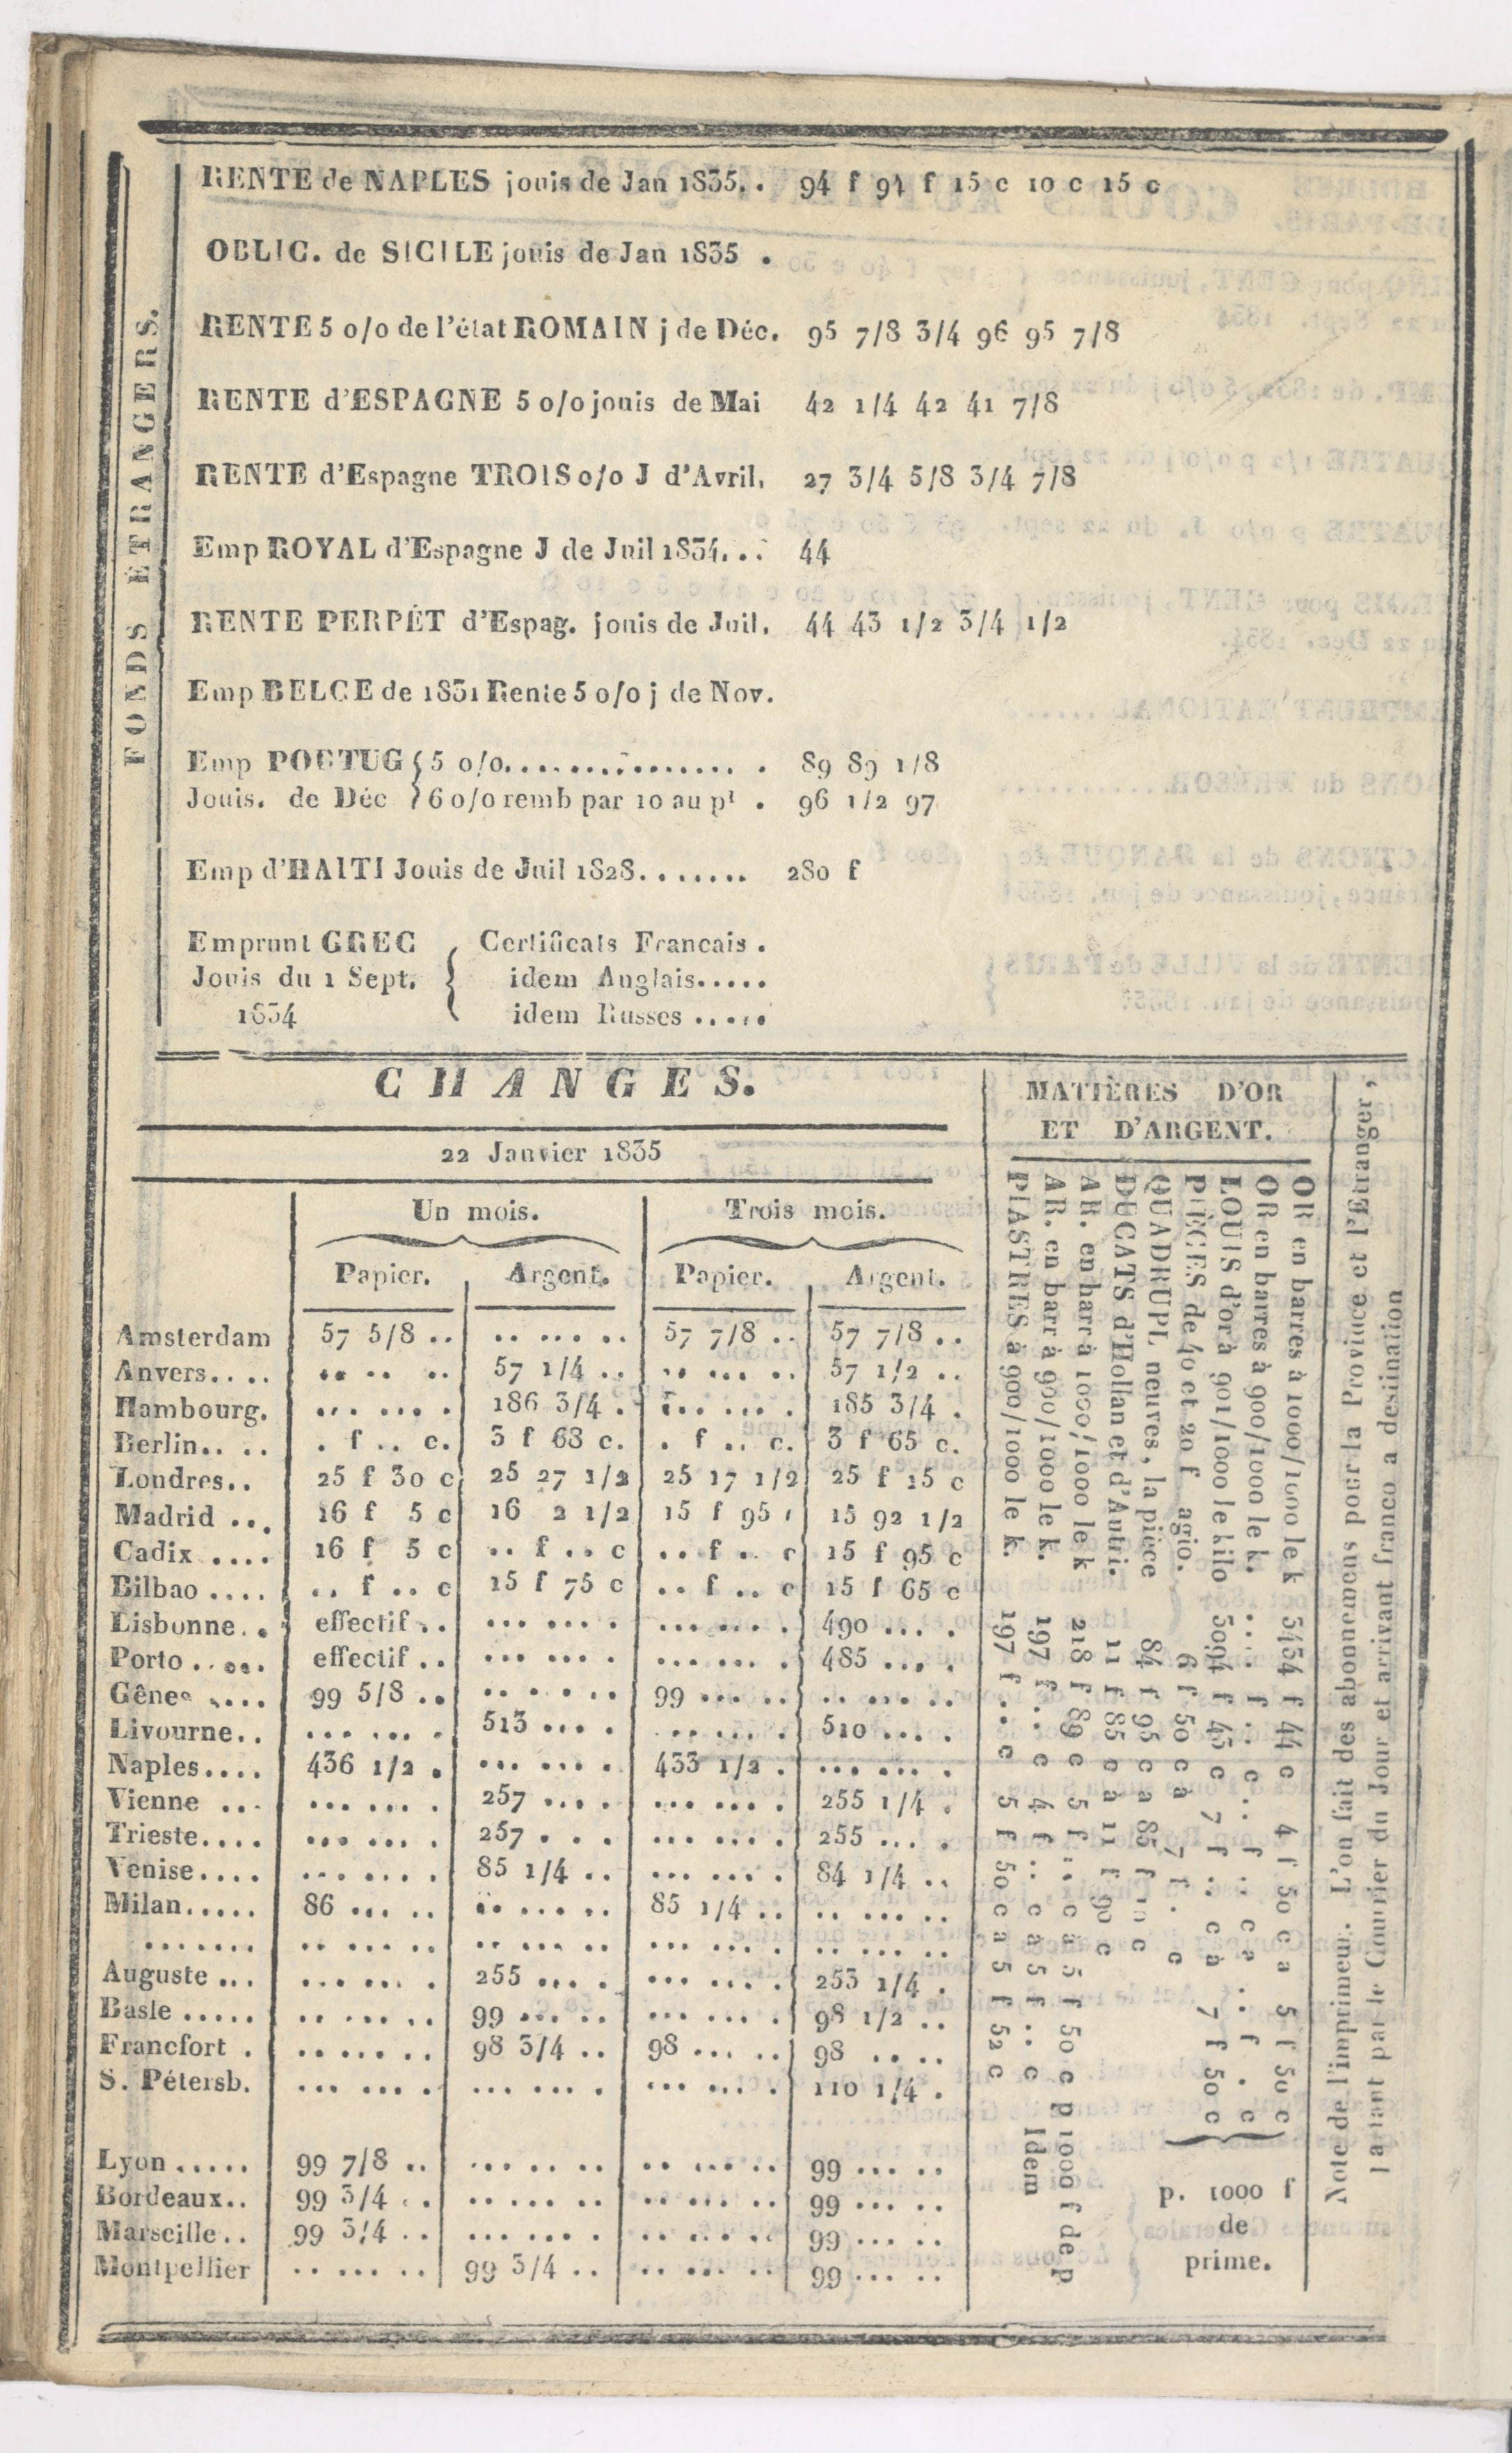 FONDS ÉTRANGERS.
RENTE de NAPLES jouis de Jan 1835. . 94 f 94 f 15 c 10 c 15 c
OBLIG. de SICILE jouis de Jan 1835 .
RENTE 5 o/o de l'état ROMAIN j de Déc. 95 7/8 3/4 96 95 7/8
RENTE d'ESPAGNE 5 o/o jouis de Mai 42 1/4 42 41 7/8
RENTE d'Espagne TROIS o/o J d'Avril. 27 3/4 5/8 3/4 7/8
Emp ROYAL d'Espagne J de Juil 1834. . . 44
RENTE PERPÉT d'Espag. jouis de Juil. 44 43 1/2 3/4 1/2
Emp BELGE de 1831 Rente 5 o/o j de Nov.
Emp PORTUG { 5 o/o. . . . . . . . . . . . . . . . 89 89 1/8
Jouis. de Déc { 6 o/o remb par 10 au pt . 96 1/2 97
Emp d'HAITI Jouis de Juil 1828. . . . . . . 280 f
Emprunt GREC { Certificats Francais .
Jouis du 1 Sept. idem Anglais.....
1834 idem Russes .....
CHANGES.
22 Janvier 1835
Un mois. Trois mois.
Papier. Argent. Papier. Argent.
Amsterdam 57 5/8 .. .. ... .. 57 7/8 .. 57 7/8 ..
Anvers.. .. .. .. .. 57 1/4 .. .. ... .. 57 1/2 ..
Hambourg. ... ... . 186 3/4 . ... ... . 185 3/4 .
Berlin.. .. . f .. c. 3 f 68 c. . f .. c. 3 f 65 c.
Londres.. 25 f 30 c 25 27 1/2 25 17 1/2 25 f 15 c
Madrid ... 16 f 5 c 16 2 1/2 15 f 95 15 92 1/2
Cadix .... 16 f 5 c .. f .. c .. f .. c 15 f 95 c
Bilbao .... .. f .. c 15 f 75 c .. f .. c 15 f 65 c
Lisbonne. . effectif .. ... ... . ... ... . 490 ... .
Porto ..... effectif .. ... ... . ... ... . 485 ... .
Gênes .... 99 5/8 .. .. . . .. 99 ... .. .. ... ..
Livourne.. ... ... . 513 ... . ... ... . 510 ... .
Naples.... 436 1/2 . ... ... . 433 1/2 . ... ... .
Vienne ... ... ... . 257 ... . ... ... . 255 1/4 .
Trieste.... ... ... . 257 . . . ... ... . 255 ... .
Venise.... ... ... . 85 1/4 .. ... ... . 84 1/4 ..
Milan..... 86 ... .. .. ... .. 85 1/4 .. .. ... ..
....... .. ... .. .. ... .. ... ... . .. ... ..
Auguste ... ... ... . 255 ... . ... ... . 253 1/4 .
Basle ..... .. ... .. 99 ... .. ... ... . 98 1/2 ..
Francfort . .. ... .. 98 3/4 .. 98 ... .. 98 .. ..
S. Pétersb. ... ... . ... ... . ... ... . 110 1/4 .
Lyon ..... 99 7/8 .. ... .. .. .. ... .. 99 ... ..
Bordeaux.. 99 3/4 .. .. ... .. .. ... .. 99 ... ..
Marseille.. 99 3/4 .. ... ... . .. ... .. 99 ... ..
Montpellier .. ... .. 99 3/4 .. .. ... .. 99 ... ..
MATIÈRES D'OR
ET D'ARGENT.
OR en barres à 1000/1000 le k 3434 f 44 c 4 f 50 c a 5 f 50 c
OR en barres à 900/1000 le k. ... f .. c .. f .. c a .. f . c
LOUIS d'or à 901/1000 le kilo 3094 f 43 c 7 f .. c à 7 f 50 c
PIÈCES de 40 et 20 f agio. 6 f 50 c à 7 f . c
QUADRUPL neuves, la pièce 84 f 95 c a 85 f c
DUCATS d'Hollan et d'Autri. 11 f 85 c à 11 f 90 c
AR. en barr à 1000/1000 le k 218 f 89 c 5 f .. c à 5 f 50 c p 1000 f de p
AR. en barr à 900/1000 le k. 197 f .. c 4 f .. c à 5 f .. c Idem
PIASTRES à 900/1000 le k. 197 f .. c 5 f 50 c a 5 f 52 c
p. 1000 f
de
prime.
Note de l'imprimeur. L'on fait des abonnemens pour la Province et l'Etranger,
partant par le Courrier du Jour et arrivant franco a destination